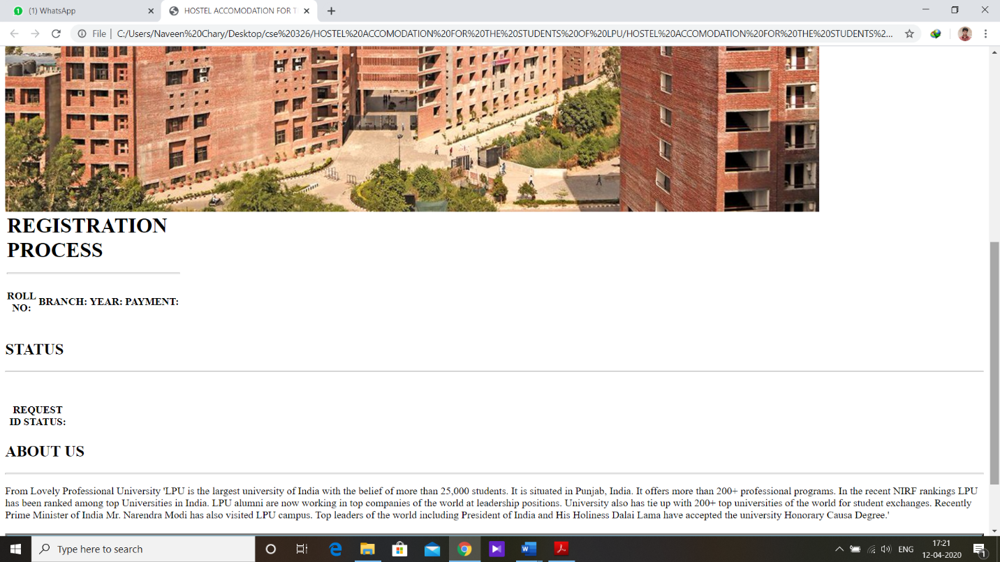 (1) WhatsApp
HOSTEL ACCOMODATION FOR T
File
C:/Users/Naveen%20Chary/Desktop/cse%20326/HOSTEL%20ACCOMODATION%20FOR%20THE%20STUDENTS%20OF%20LPU/HOSTEL%20ACCOMODATION%20FOR%20THE%20STUDENTS%2...
REGISTRATION
PROCESS
ROLL
NO:
BRANCH: YEAR: PAYMENT:
STATUS
REQUEST
ID STATUS:
ABOUT US
From Lovely Professional University 'LPU is the largest university of India with the belief of more than 25,000 students. It is situated in Punjab, India. It offers more than 200+ professional programs. In the recent NIRF rankings LPU
has been ranked among top Universities in India. LPU alumni are now working in top companies of the world at leadership positions. University also has tie up with 200+ top universities of the world for student exchanges. Recently
Prime Minister of India Mr. Narendra Modi has also visited LPU campus. Top leaders of the world including President of India and His Holiness Dalai Lama have accepted the university Honorary Causa Degree.'
Type here to search
ENG
17:21
12-04-2020
1